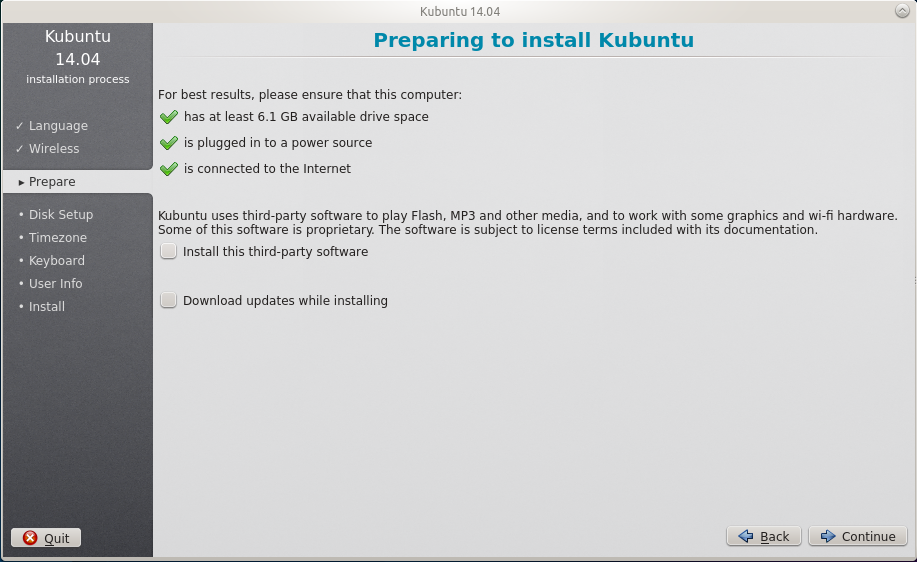 Kubuntu 14.04
Kubuntu
14.04
installation process
✓ Language
✓ Wireless
▸ Prepare
• Disk Setup
• Timezone
• Keyboard
• User Info
• Install
Quit
Preparing to install Kubuntu
For best results, please ensure that this computer:
has at least 6.1 GB available drive space
is plugged in to a power source
is connected to the Internet
Kubuntu uses third-party software to play Flash, MP3 and other media, and to work with some graphics and wi-fi hardware.
Some of this software is proprietary. The software is subject to license terms included with its documentation.
Install this third-party software
Download updates while installing
Back
Continue